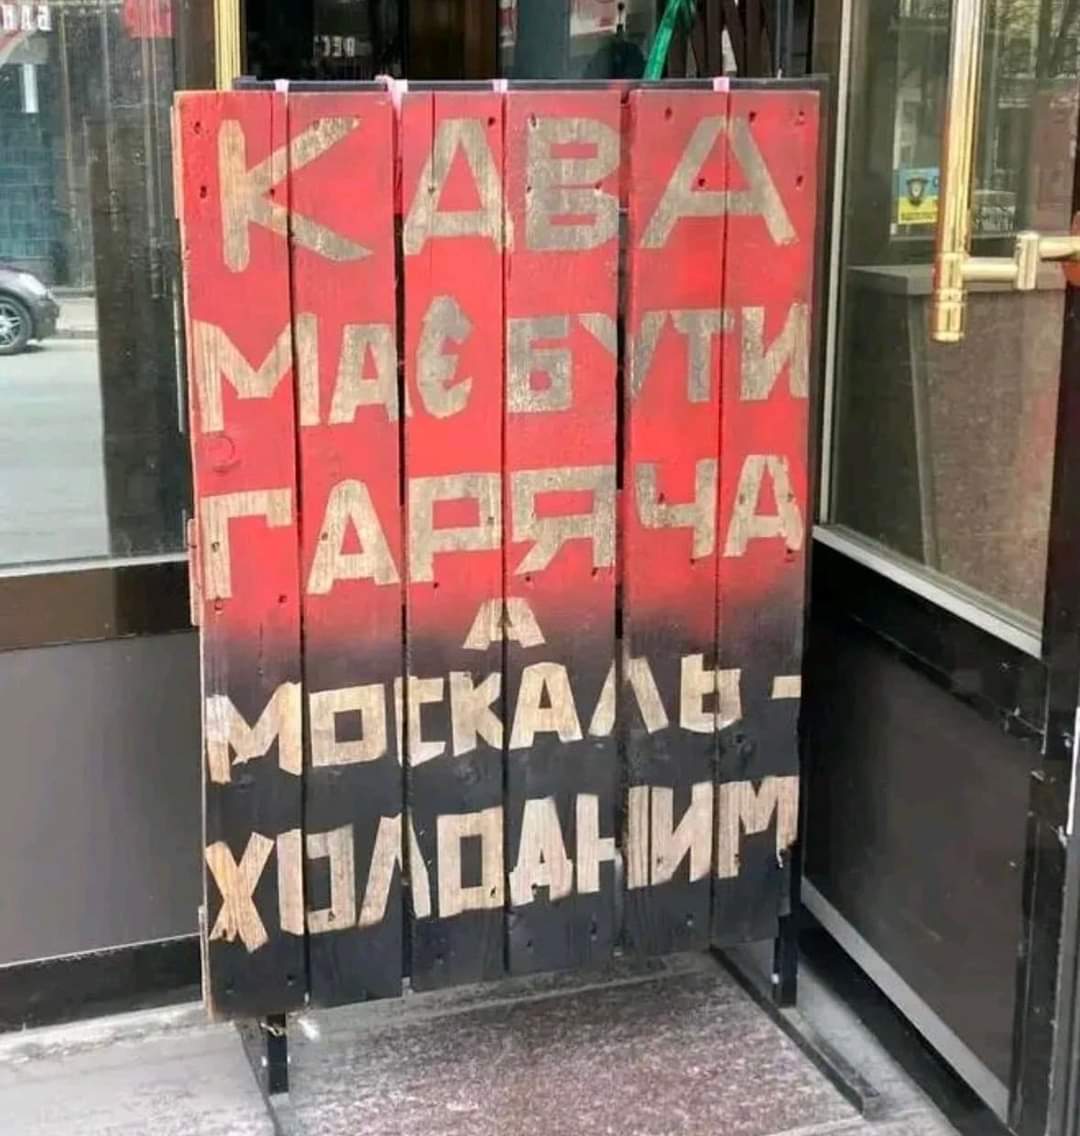 КАВА
МАЄ БУТИ
ГАРЯЧА
А
МОСКАЛЬ -
ХОЛОДНИМ